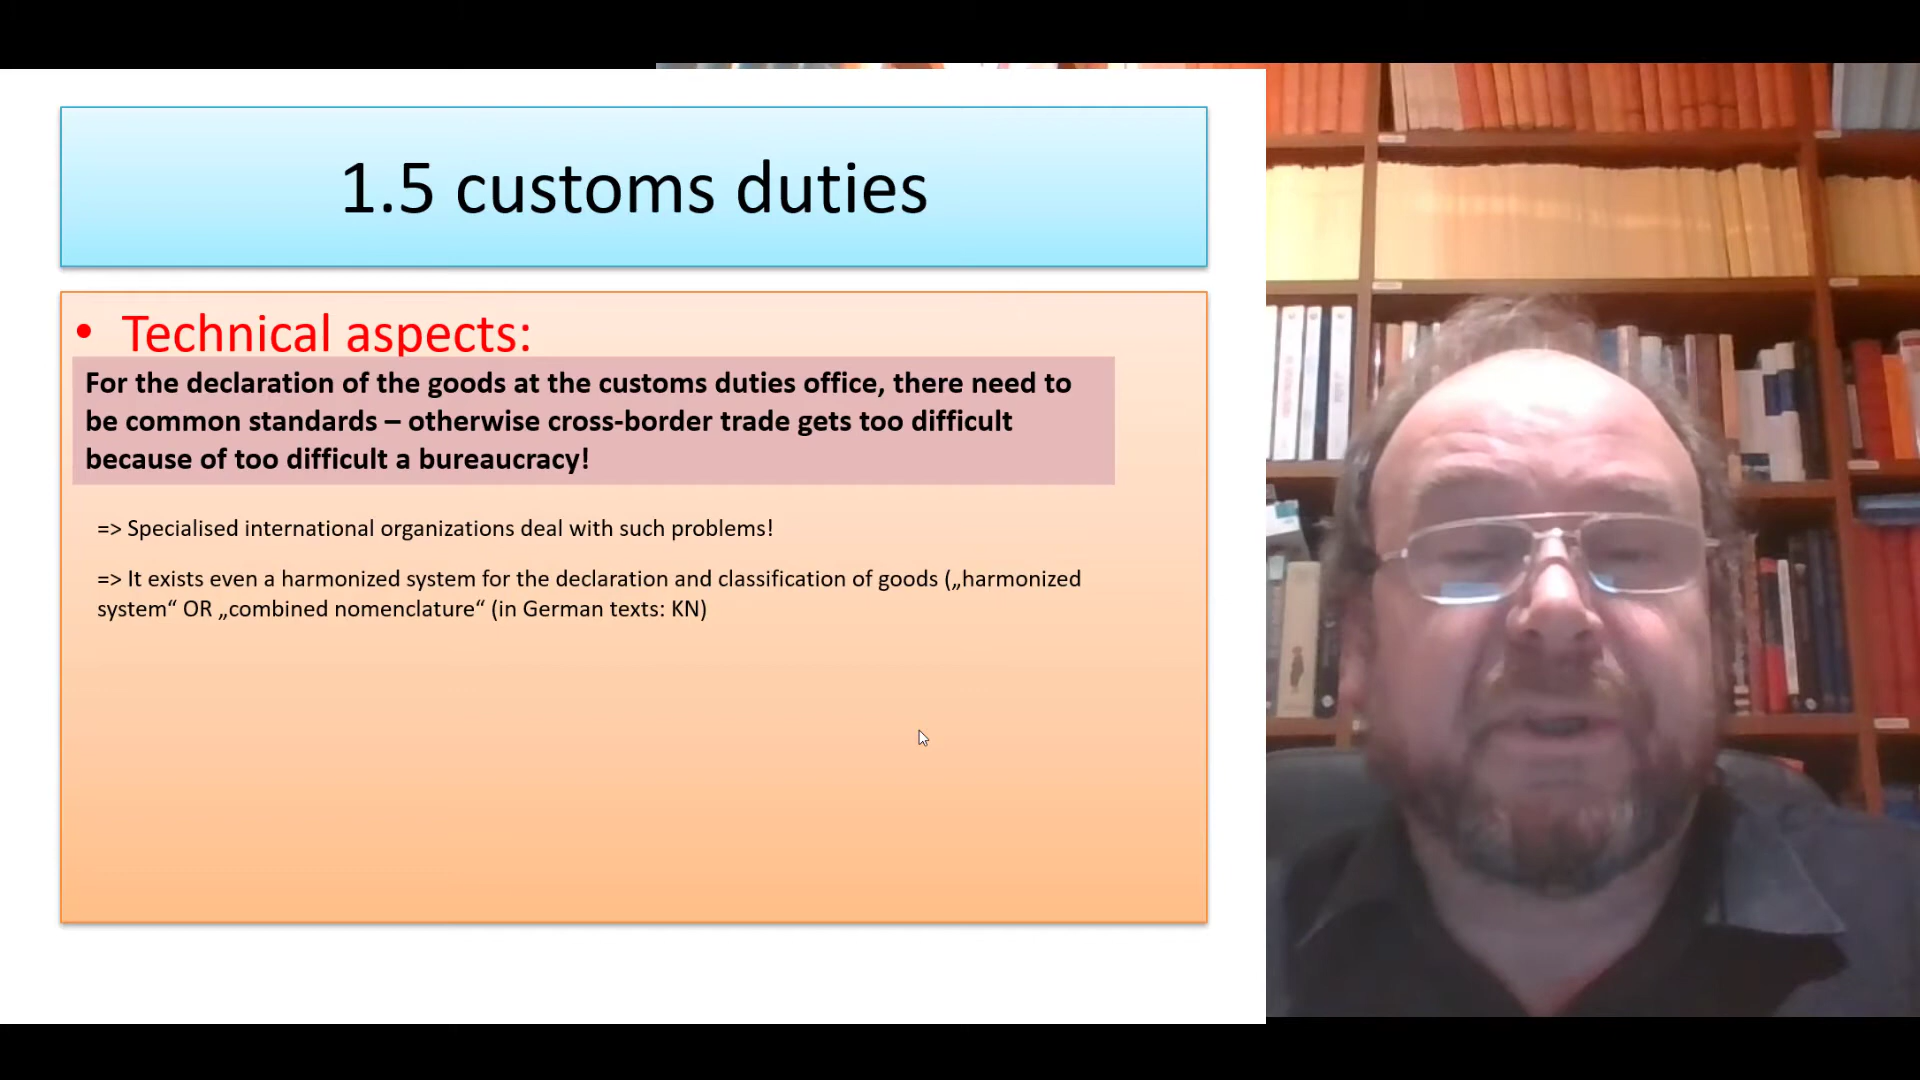 1.5 customs duties
• Technical aspects:
For the declaration of the goods at the customs duties office, there need to
be common standards – otherwise cross-border trade gets too difficult
because of too difficult a bureaucracy!
=> Specialised international organizations deal with such problems!
=> It exists even a harmonized system for the declaration and classification of goods („harmonized
system“ OR „combined nomenclature“ (in German texts: KN)